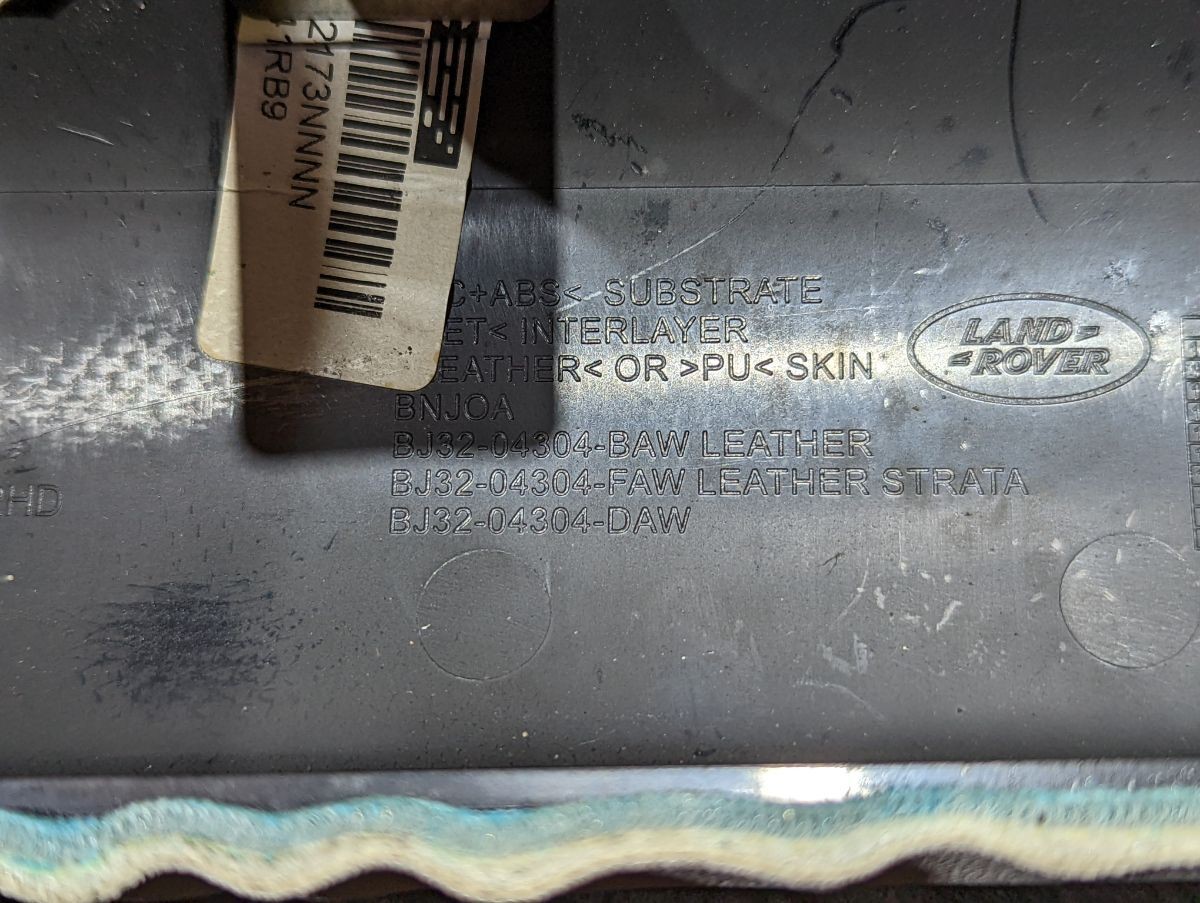 2173NNNN
1RB9
C+ABS< SUBSTRATE
ET< INTERLAYER
EATHER< OR >PU< SKIN
BNJOA
BJ32-04304-BAW LEATHER
BJ32-04304-FAW LEATHER STRATA
BJ32-04304-DAW
LAND
ROVER
HD